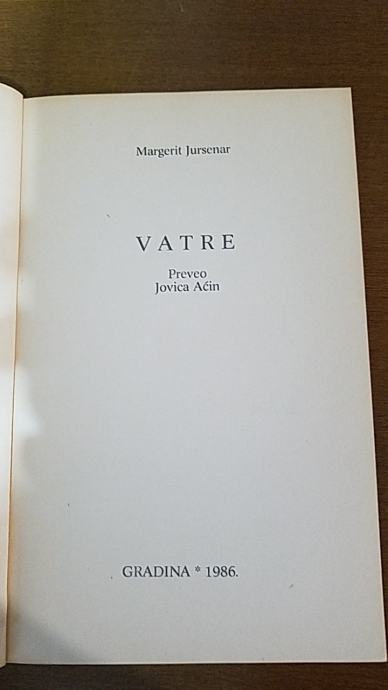 Margerit Jursenar
VATRE
Preveo
Jovica Aćin
GRADINA * 1986.